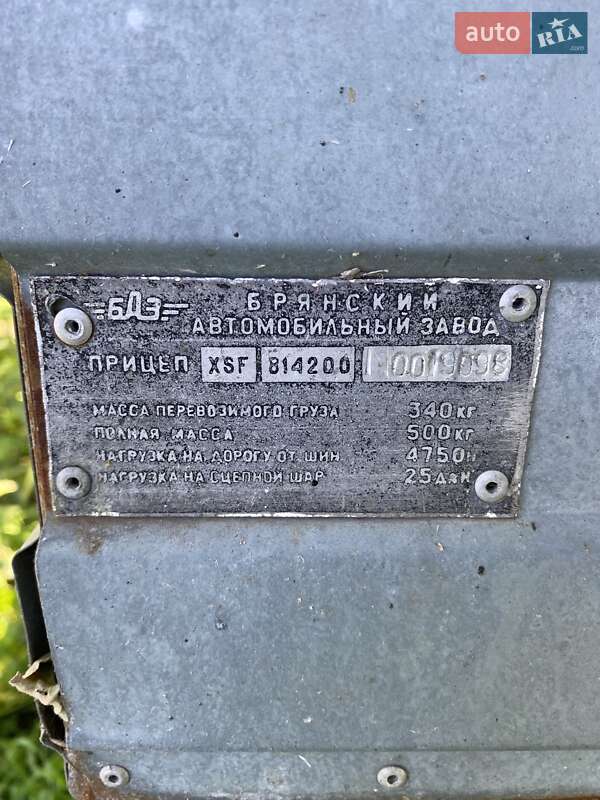 auto RIA .com
БАЗ БРЯНСКИЙ
АВТОМОБИЛЬНЫЙ ЗАВОД
ПРИЦЕП XSF 814200
МАССА ПЕРЕВОЗИМОГО ГРУЗА 340 КГ
ПОЛНАЯ МАССА 500 КГ
НАГРУЗКА НА ДОРОГУ ОТ ШИН 4750 Н
НАГРУЗКА НА СЦЕПНОЙ ШАР 25 ДАН